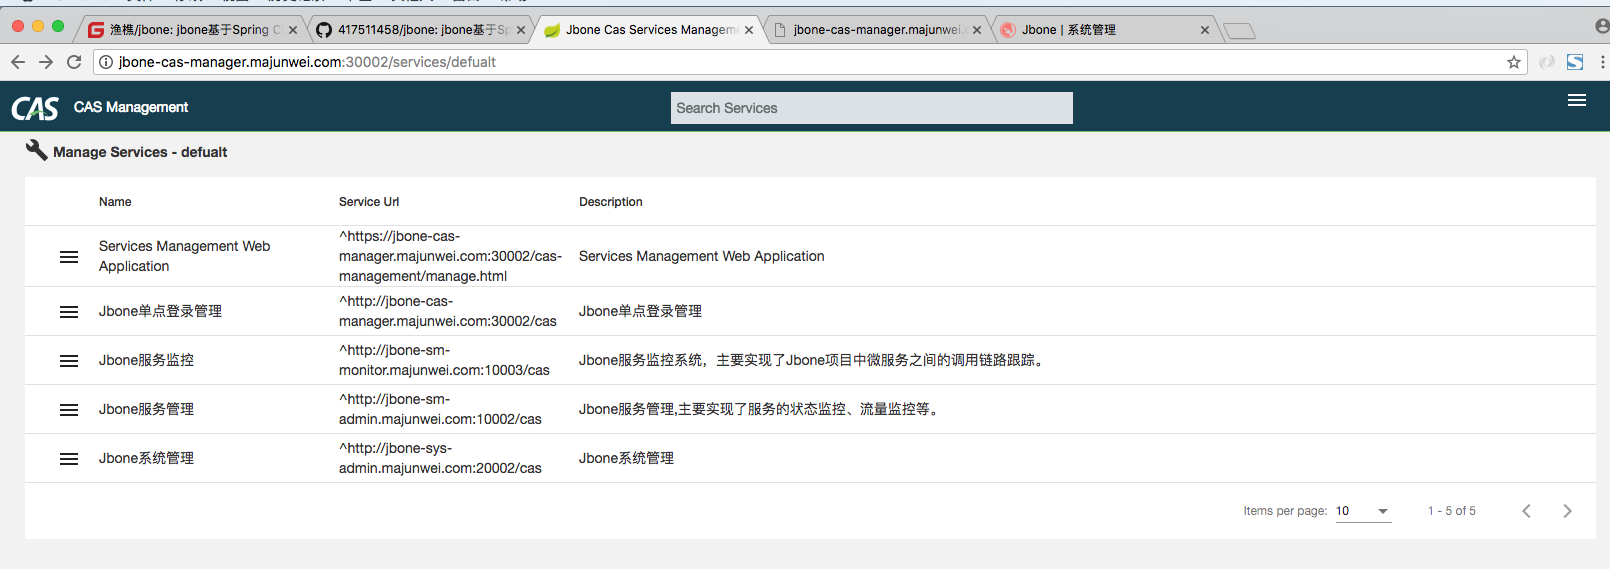 渔樵/jbone: jbone基于Spring C
417511458/jbone: jbone基于Sp
Jbone Cas Services Managem
jbone-cas-manager.majunwei.
Jbone | 系统管理
jbone-cas-manager.majunwei.com:30002/services/defualt
CAS
CAS Management
Search Services
Manage Services - defualt
Name
Service Url
Description
Services Management Web
Application
^https://jbone-cas-
manager.majunwei.com:30002/cas-
management/manage.html
Services Management Web Application
Jbone单点登录管理
^http://jbone-cas-
manager.majunwei.com:30002/cas
Jbone单点登录管理
Jbone服务监控
^http://jbone-sm-
monitor.majunwei.com:10003/cas
Jbone服务监控系统，主要实现了Jbone项目中微服务之间的调用链路跟踪。
Jbone服务管理
^http://jbone-sm-
admin.majunwei.com:10002/cas
Jbone服务管理,主要实现了服务的状态监控、流量监控等。
Jbone系统管理
^http://jbone-sys-
admin.majunwei.com:20002/cas
Jbone系统管理
Items per page:
10
1 - 5 of 5